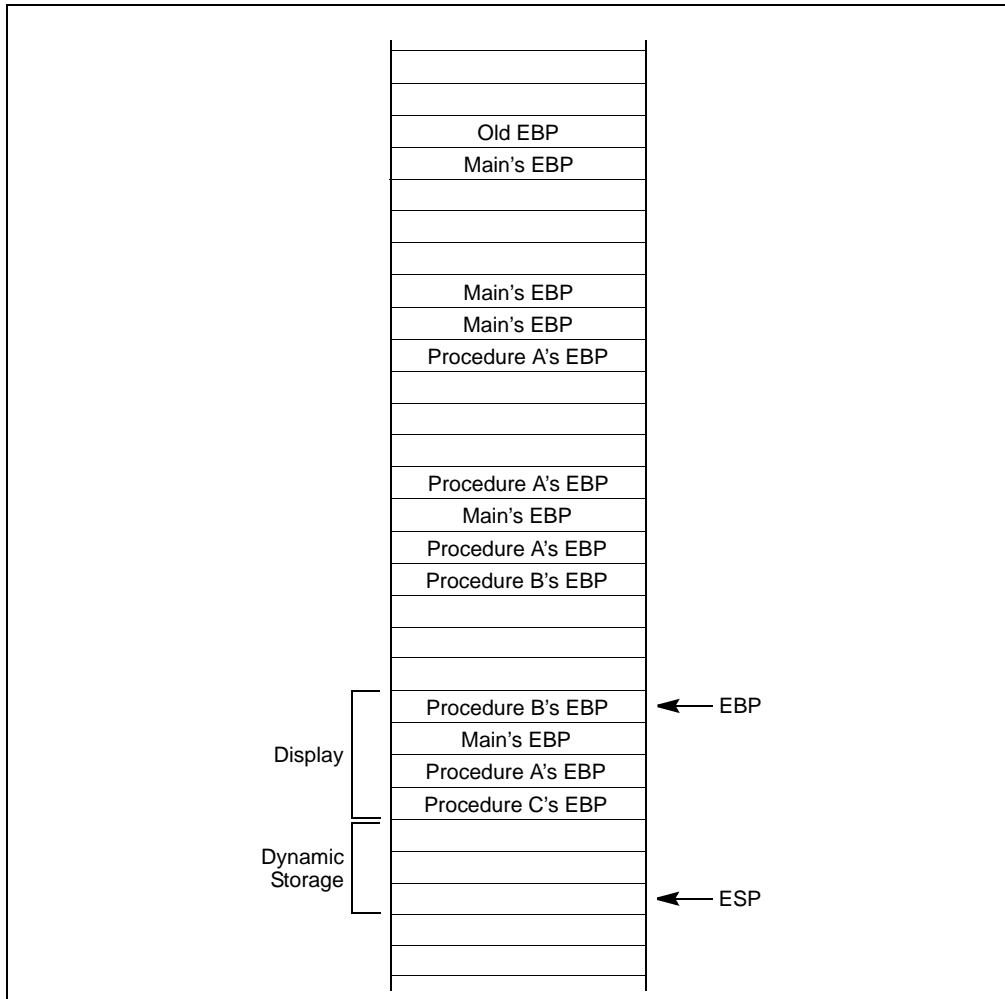 Old EBP
Main's EBP
Main's EBP
Main's EBP
Procedure A's EBP
Procedure A's EBP
Main's EBP
Procedure A's EBP
Procedure B's EBP
Procedure B's EBP
EBP
Main's EBP
Display
Procedure A's EBP
Procedure C's EBP
Dynamic
Storage
ESP